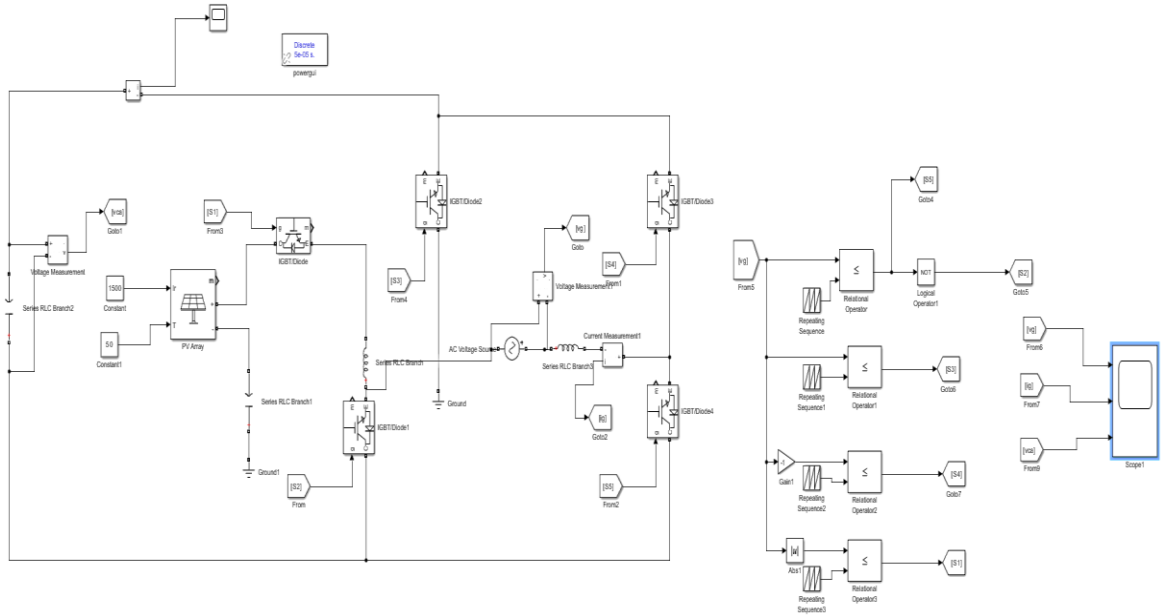 Discrete
5e-05 s.
powergui
[vca]
Goto1
Voltage Measurement
Series RLC Branch2
[S1]
From3
IGBT/Diode
1500
Constant
50
Constant1
Ir
T
m
+
-
PV Array
Series RLC Branch1
Ground1
[S2]
From
Series RLC Branch
IGBT/Diode1
IGBT/Diode2
[S3]
From4
Ground
[vg]
Goto
Voltage Measurement
AC Voltage Sou
Series RLC Branch3
Current Measurement1
Goto2
IGBT/Diode3
[S4]
From1
IGBT/Diode4
[S5]
From2
[vg]
From5
≤
Relational
Operator
Repeating
Sequence
[S5]
Goto4
NOT
Logical
Operator1
[S2]
Goto5
≤
Relational
Operator1
Repeating
Sequence1
[S3]
Goto6
-1
Gain1
≤
Relational
Operator2
Repeating
Sequence2
[S4]
Goto7
|u|
Abs1
≤
Relational
Operator3
Repeating
Sequence3
[S1]
[vg]
From6
From7
[vca]
From9
Scope1